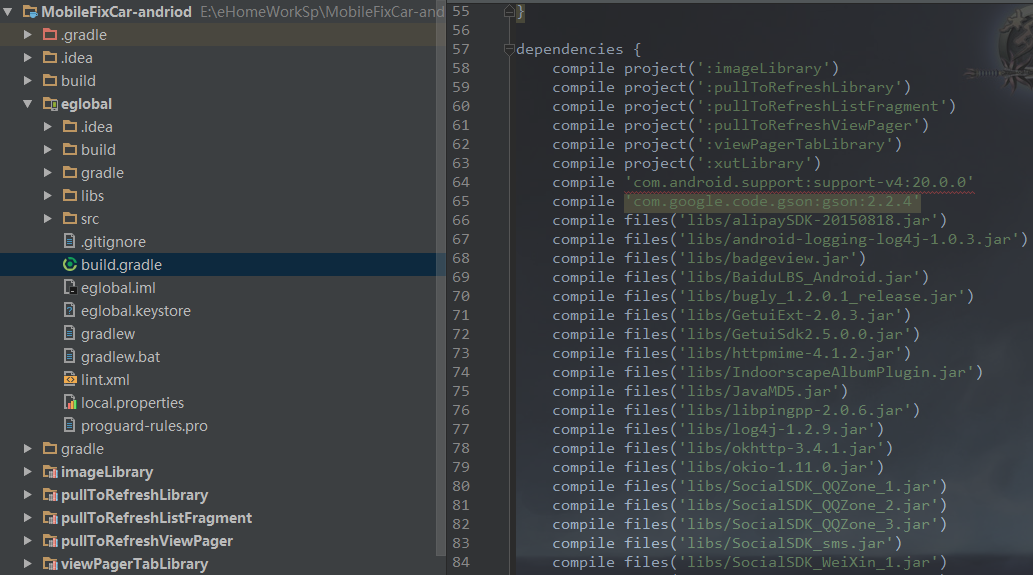 MobileFixCar-andriod E:\eHomeWorkSp\MobileFixCar-and
.gradle
.idea
build
eglobal
.idea
build
gradle
libs
src
.gitignore
build.gradle
eglobal.iml
eglobal.keystore
gradlew
gradlew.bat
lint.xml
local.properties
proguard-rules.pro
gradle
imageLibrary
pullToRefreshLibrary
pullToRefreshListFragment
pullToRefreshViewPager
viewPagerTabLibrary
55 }
56
57 dependencies {
58 compile project(':imageLibrary')
59 compile project(':pullToRefreshLibrary')
60 compile project(':pullToRefreshListFragment')
61 compile project(':pullToRefreshViewPager')
62 compile project(':viewPagerTabLibrary')
63 compile project(':xutLibrary')
64 compile 'com.android.support:support-v4:20.0.0'
65 compile 'com.google.code.gson:gson:2.2.4'
66 compile files('libs/alipaySDK-20150818.jar')
67 compile files('libs/android-logging-log4j-1.0.3.jar')
68 compile files('libs/badgeview.jar')
69 compile files('libs/BaiduLBS_Android.jar')
70 compile files('libs/bugly_1.2.0.1_release.jar')
71 compile files('libs/GetuiExt-2.0.3.jar')
72 compile files('libs/GetuiSdk2.5.0.0.jar')
73 compile files('libs/httpmime-4.1.2.jar')
74 compile files('libs/IndoorscapeAlbumPlugin.jar')
75 compile files('libs/JavaMD5.jar')
76 compile files('libs/libpingpp-2.0.6.jar')
77 compile files('libs/log4j-1.2.9.jar')
78 compile files('libs/okhttp-3.4.1.jar')
79 compile files('libs/okio-1.11.0.jar')
80 compile files('libs/SocialSDK_QQZone_1.jar')
81 compile files('libs/SocialSDK_QQZone_2.jar')
82 compile files('libs/SocialSDK_QQZone_3.jar')
83 compile files('libs/SocialSDK_sms.jar')
84 compile files('libs/SocialSDK_WeiXin_1.jar')